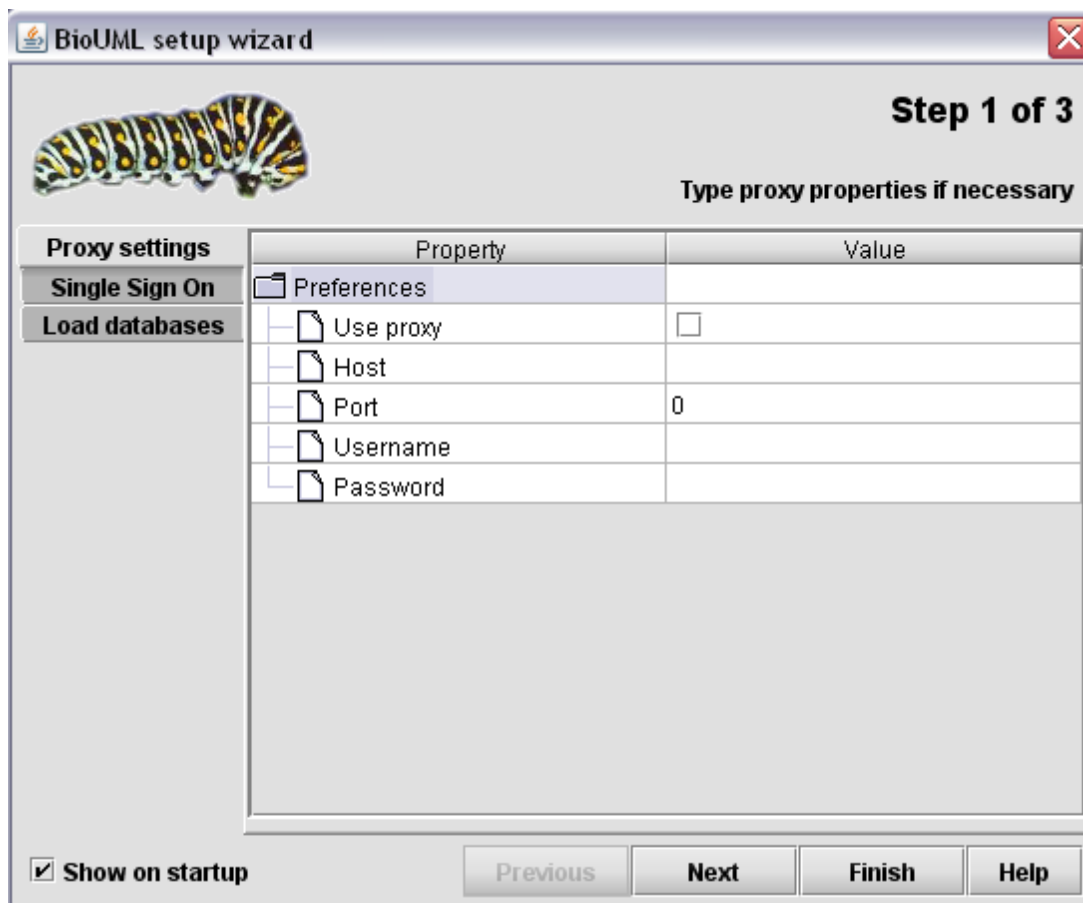 BioUML setup wizard
Step 1 of 3
Type proxy properties if necessary
Proxy settings
Single Sign On
Load databases
Property Value
Preferences
Use proxy
Host
Port 0
Username
Password
Show on startup Previous Next Finish Help